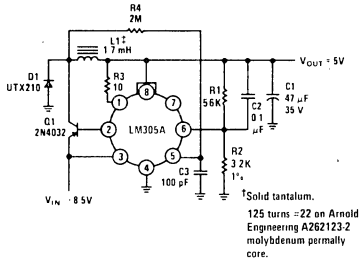 R4
2M
L1‡
1 7 mH
VOUT = 5V
D1
UTX210
R3
10
8
1
7
R1
56K
C2
0 1
μF
C1
47 μF
35 V
Q1
2N4032
2
LM305A
6
3
5
4
C3
100 pF
R2
3 2K
1%
VIN 8 5V
†Solid tantalum.
125 turns =22 on Arnold
Engineering A262123-2
molybdenum permally
core.